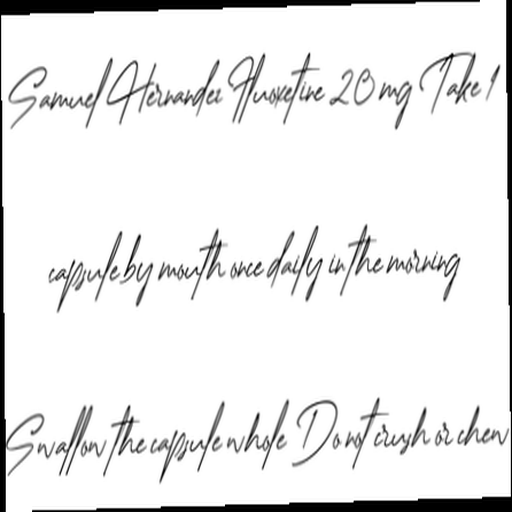 Samuel Hernandez Fluoxetine 20 mg Take 1
capsule by mouth once daily in the morning
Swallow the capsule whole Do not crush or chew